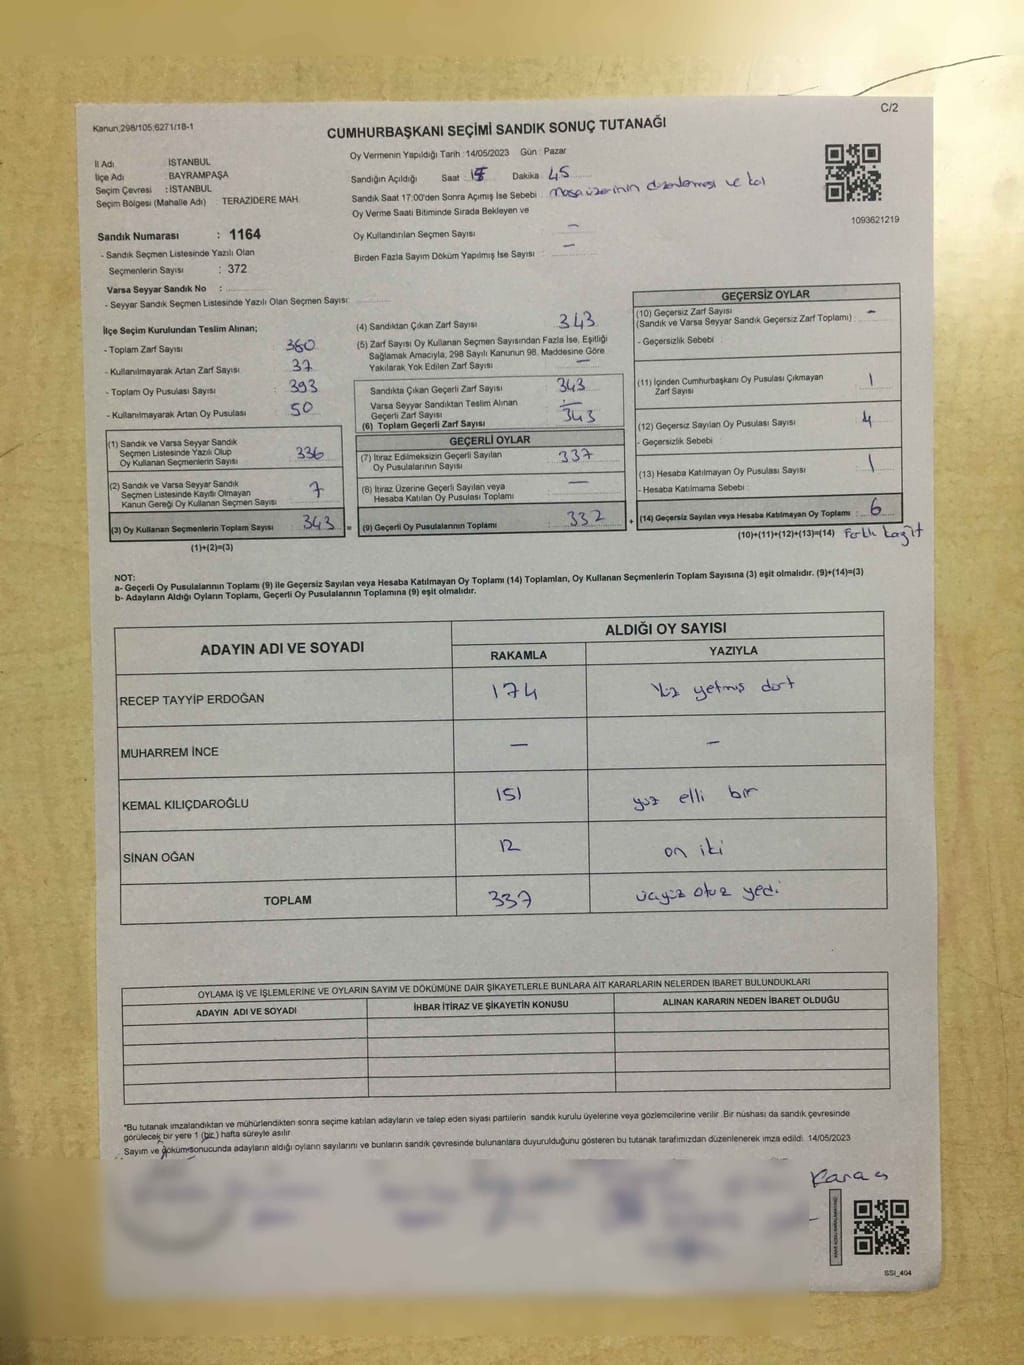 C/2
Kanun,298/105;6271/18-1
CUMHURBAŞKANI SEÇİMİ SANDIK SONUÇ TUTANAĞI
İl Adı İSTANBUL
İlçe Adı BAYRAMPAŞA
Seçim Çevresi : İSTANBUL
Seçim Bölgesi (Mahalle Adı) TERAZİDERE MAH.
Sandık Numarası : 1164
- Sandık Seçmen Listesinde Yazılı Olan
Seçmenlerin Sayısı : 372
Varsa Seyyar Sandık No :
- Seyyar Sandık Seçmen Listesinde Yazılı Olan Seçmen Sayısı:
Oy Vermenin Yapıldığı Tarih : 14/05/2023 Gün : Pazar
Sandığın Açıldığı Saat : Dakika : 45
Sandık Saat 17:00'den Sonra Açımış İse Sebebi : masa üzerinin düzenlemesi ve
Oy Verme Saati Bitiminde Sırada Bekleyen ve
Oy Kullandırılan Seçmen Sayısı : —
Birden Fazla Sayım Döküm Yapılmış İse Sayısı : —
1093621219
İlçe Seçim Kurulundan Teslim Alınan;
- Toplam Zarf Sayısı 360
- Kullanılmayarak Artan Zarf Sayısı : 37
- Toplam Oy Pusulası Sayısı : 393
- Kullanılmayarak Artan Oy Pusulası : 50
(1) Sandık ve Varsa Seyyar Sandık
Seçmen Listesinde Yazılı Olup
Oy Kullanan Seçmenlerin Sayısı 336
(2) Sandık ve Varsa Seyyar Sandık
Seçmen Listesinde Kayıtlı Olmayan
Kanun Gereği Oy Kullanan Seçmen Sayısı 7
(3) Oy Kullanan Seçmenlerin Toplam Sayısı 343 =
(1)+(2)=(3)
(4) Sandıktan Çıkan Zarf Sayısı : 343
(5) Zarf Sayısı Oy Kullanan Seçmen Sayısından Fazla İse, Eşitliği
Sağlamak Amacıyla, 298 Sayılı Kanunun 98. Maddesine Göre
Yakılarak Yok Edilen Zarf Sayısı : —
Sandıkta Çıkan Geçerli Zarf Sayısı : 343
Varsa Seyyar Sandıktan Teslim Alınan
Geçerli Zarf Sayısı : —
(6) Toplam Geçerli Zarf Sayısı : 343
GEÇERLİ OYLAR
(7) İtiraz Edilmeksizin Geçerli Sayılan
Oy Pusulalarının Sayısı : 337
(8) İtiraz Üzerine Geçerli Sayılan veya
Hesaba Katılan Oy Pusulası Toplamı : —
(9) Geçerli Oy Pusulalarının Toplamı : 337 +
GEÇERSİZ OYLAR
(10) Geçersiz Zarf Sayısı
(Sandık ve Varsa Seyyar Sandık Geçersiz Zarf Toplamı) : —
- Geçersizlik Sebebi :
(11) İçinden Cumhurbaşkanı Oy Pusulası Çıkmayan
Zarf Sayısı : 1
(12) Geçersiz Sayılan Oy Pusulası Sayısı : 4
- Geçersizlik Sebebi :
(13) Hesaba Katılmayan Oy Pusulası Sayısı : 1
- Hesaba Katılmama Sebebi :
(14) Geçersiz Sayılan veya Hesaba Katılmayan Oy Toplamı : 6
(10)+(11)+(12)+(13)=(14)
NOT:
a- Geçerli Oy Pusulalarının Toplamı (9) ile Geçersiz Sayılan veya Hesaba Katılmayan Oy Toplamı (14) Toplamları, Oy Kullanan Seçmenlerin Toplam Sayısına (3) eşit olmalıdır. (9)+(14)=(3)
b- Adayların Aldığı Oyların Toplamı, Geçerli Oy Pusulalarının Toplamına (9) eşit olmalıdır.
ADAYIN ADI VE SOYADI
ALDIĞI OY SAYISI
RAKAMLA YAZIYLA
RECEP TAYYİP ERDOĞAN 174 Yüz yetmiş dört
MUHARREM İNCE — —
KEMAL KILIÇDAROĞLU 151 yüz elli bir
SİNAN OĞAN 12 on iki
TOPLAM 337 üçyüz otuz yedi
OYLAMA İŞ VE İŞLEMLERİNE VE OYLARIN SAYIM VE DÖKÜMÜNE DAİR ŞİKAYETLERLE BUNLARA AİT KARARLARIN NELERDEN İBARET BULUNDUKLARI
ADAYIN ADI VE SOYADI İHBAR İTİRAZ VE ŞİKAYETİN KONUSU ALINAN KARARIN NEDEN İBARET OLDUĞU
*Bu tutanak imzalandıktan ve mühürlendikten sonra seçime katılan adayların ve talep eden siyasi partilerin sandık kurulu üyelerine veya gözlemcilerine verilir. Bir nüshası da sandık çevresinde
görülecek bir yere 1 (bir) hafta süreyle asılır.
Sayım ve döküm sonucunda adayların aldığı oyların sayılarını ve bunların sandık çevresinde bulunanlara duyurulduğunu gösteren bu tutanak tarafımızdan düzenlenerek imza edildi. 14/05/2023
SSI_404